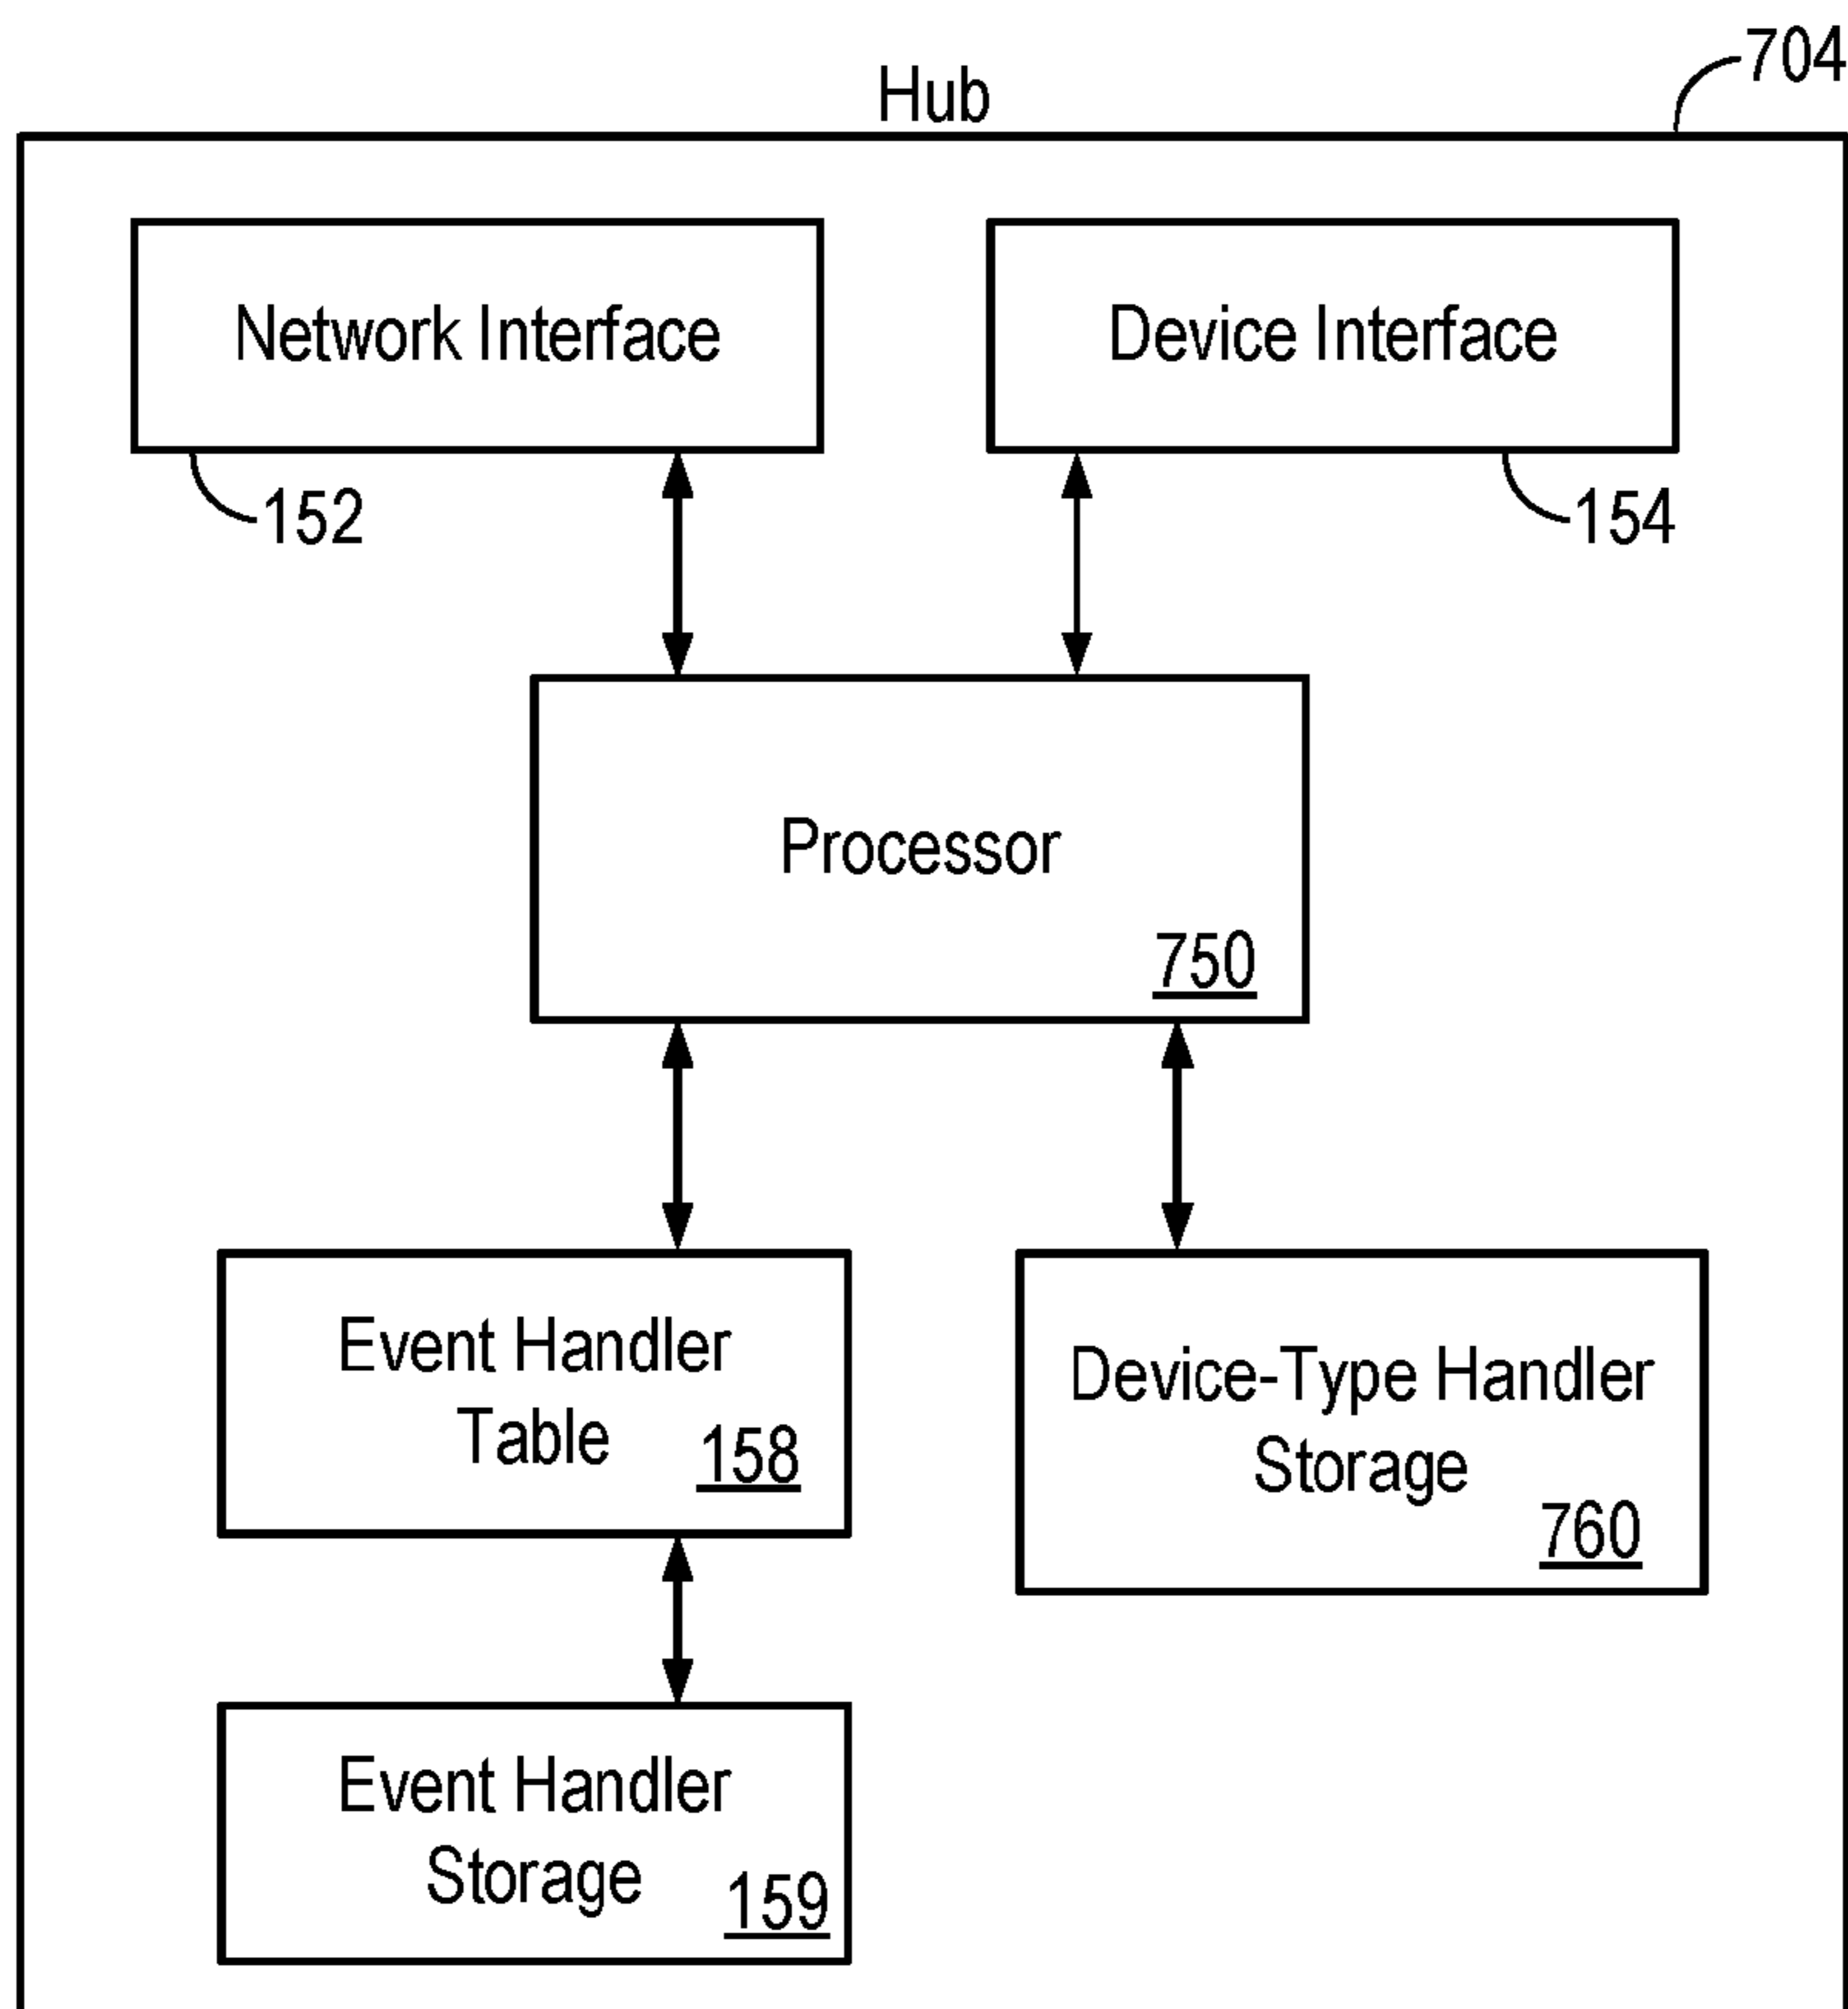 704
Hub
Network Interface
Device Interface
152
154
Processor
750
Event Handler
Table 158
Device-Type Handler
Storage
760
Event Handler
Storage 159